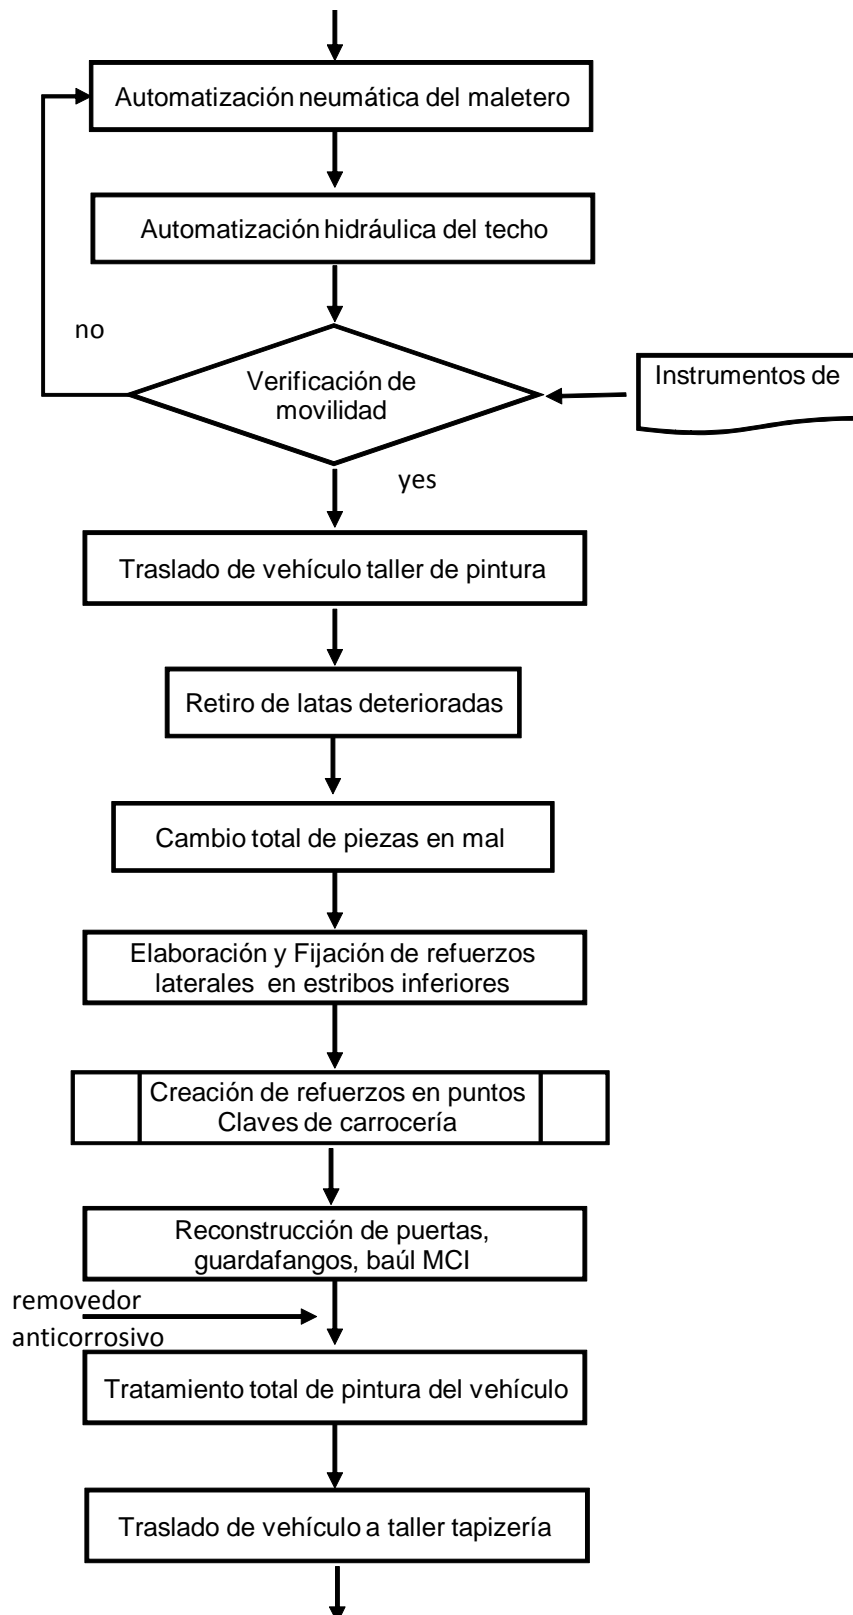 Automatización neumática del maletero
Automatización hidráulica del techo
no
Verificación de
movilidad
Instrumentos de
yes
Traslado de vehículo taller de pintura
Retiro de latas deterioradas
Cambio total de piezas en mal
Elaboración y Fijación de refuerzos
laterales en estribos inferiores
Creación de refuerzos en puntos
Claves de carrocería
Reconstrucción de puertas,
guardafangos, baúl MCI
removedor
anticorrosivo
Tratamiento total de pintura del vehículo
Traslado de vehículo a taller tapizería